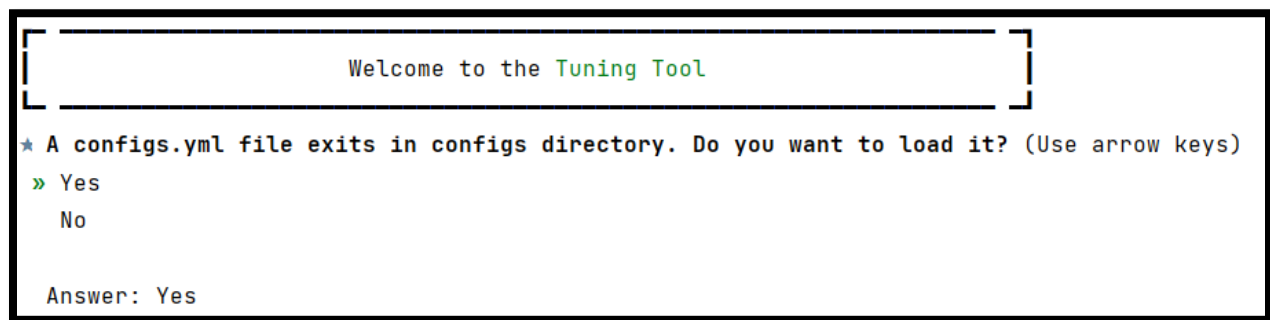 Welcome to the Tuning Tool
★ A configs.yml file exits in configs directory. Do you want to load it? (Use arrow keys)
» Yes
No
Answer: Yes